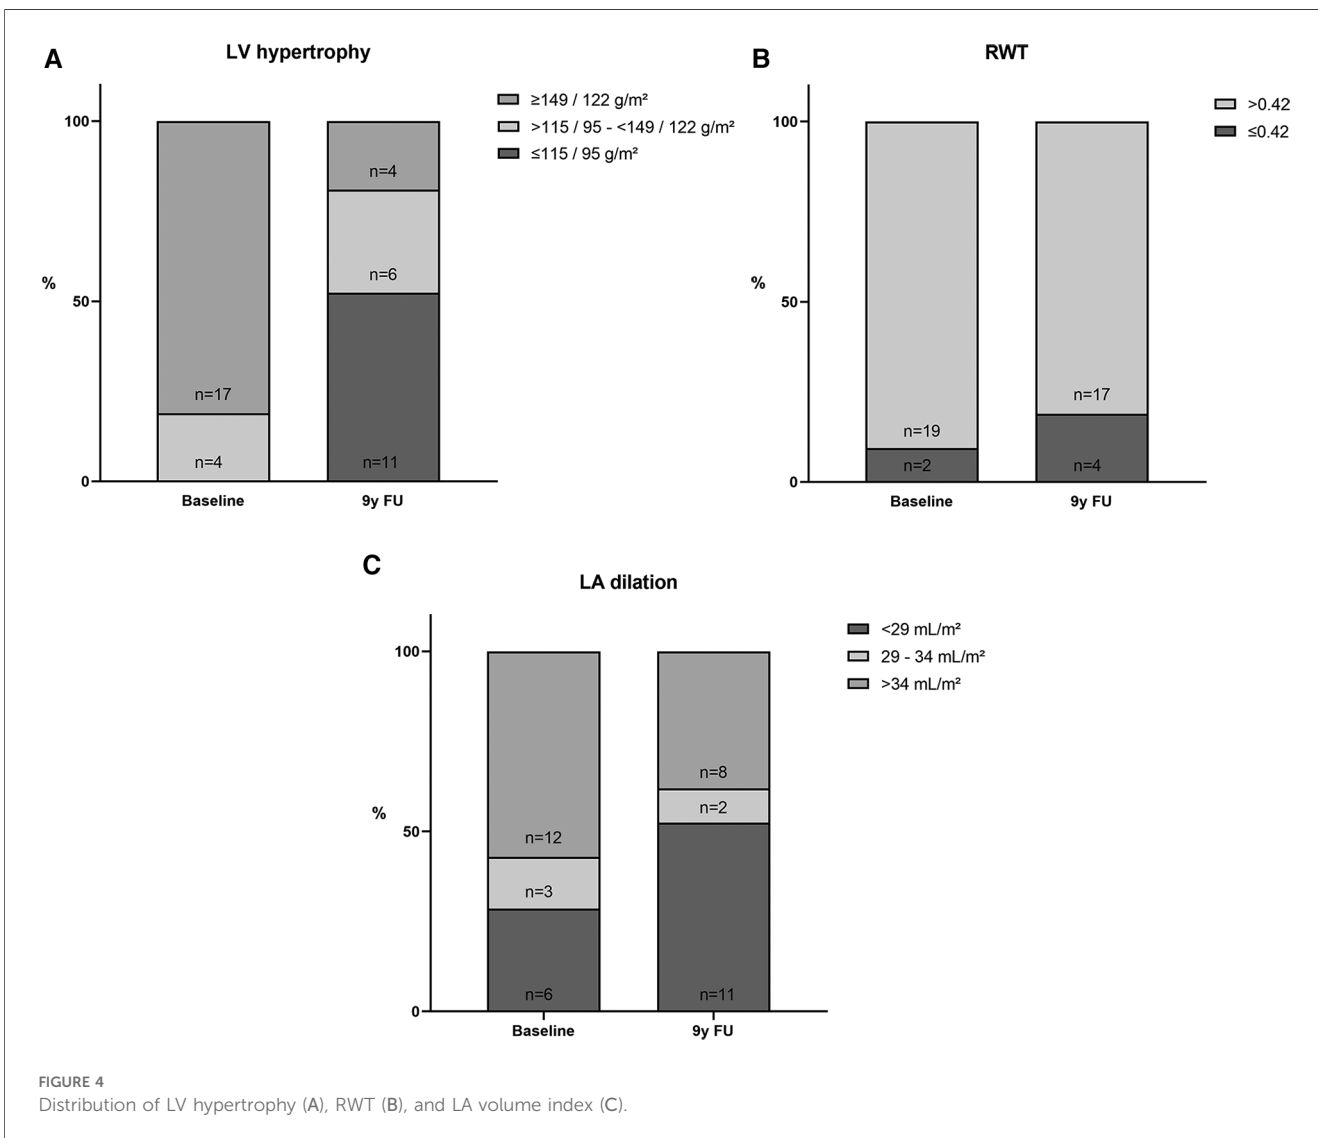 A
LV hypertrophy
≥149 / 122 g/m²
>115 / 95 - <149 / 122 g/m²
≤115 / 95 g/m²
100
50
0
%
n=17
n=4
n=4
n=6
n=11
Baseline
9y FU
B
RWT
>0.42
≤0.42
100
50
0
%
n=19
n=2
n=17
n=4
Baseline
9y FU
C
LA dilation
<29 mL/m²
29 - 34 mL/m²
>34 mL/m²
100
50
0
%
n=12
n=3
n=6
n=8
n=2
n=11
Baseline
9y FU
FIGURE 4
Distribution of LV hypertrophy (A), RWT (B), and LA volume index (C).